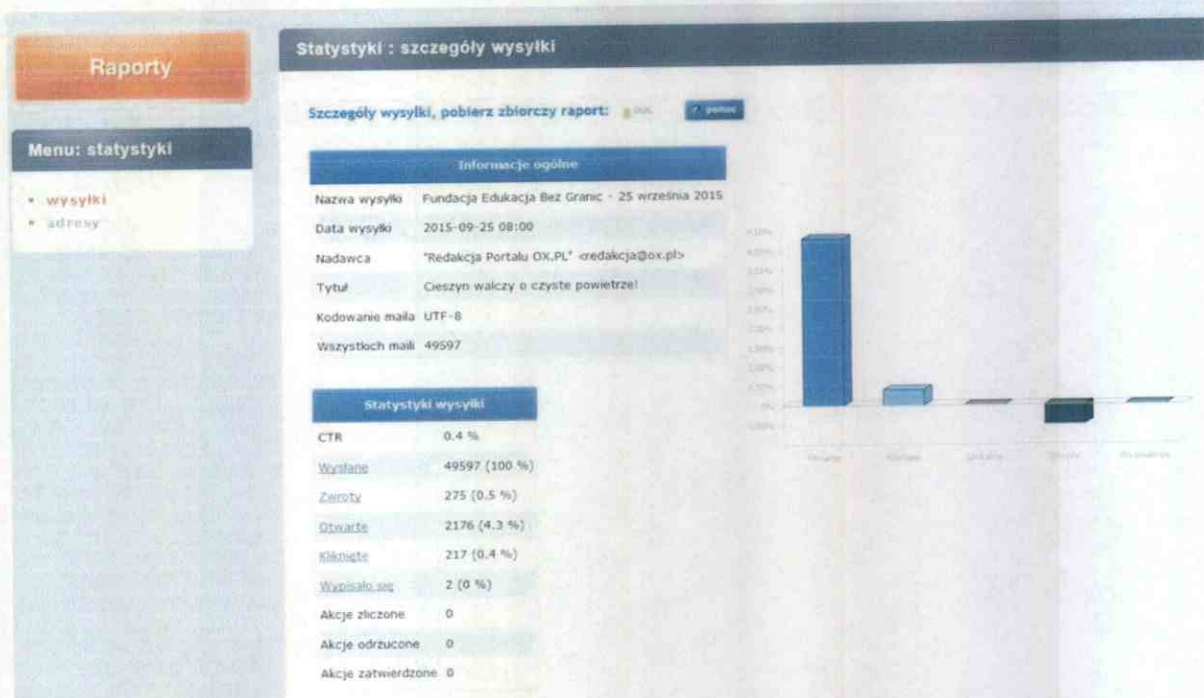 Raporty
Menu: statystyki
wysyłki
adresy
Statystyki : szczegóły wysyłki
Szczegóły wysyłki, pobierz zbiorczy raport:
Informacje ogólne
Nazwa wysyłki Fundacja Edukacja Bez Granic - 25 września 2015
Data wysyłki 2015-09-25 08:00
Nadawca "Redakcja Portalu OX.PL" <redakcja@ox.pl>
Tytuł Cieszyn walczy o czyste powietrze!
Kodowanie maila UTF-8
Wszystkich maili 49597
Statystyki wysyłki
CTR 0.4 %
Wysłane 49597 (100 %)
Zwroty 275 (0.5 %)
Otwarte 2176 (4.3 %)
Kliknięte 217 (0.4 %)
Wypisało się 2 (0 %)
Akcje zliczone 0
Akcje odrzucone 0
Akcje zatwierdzone 0